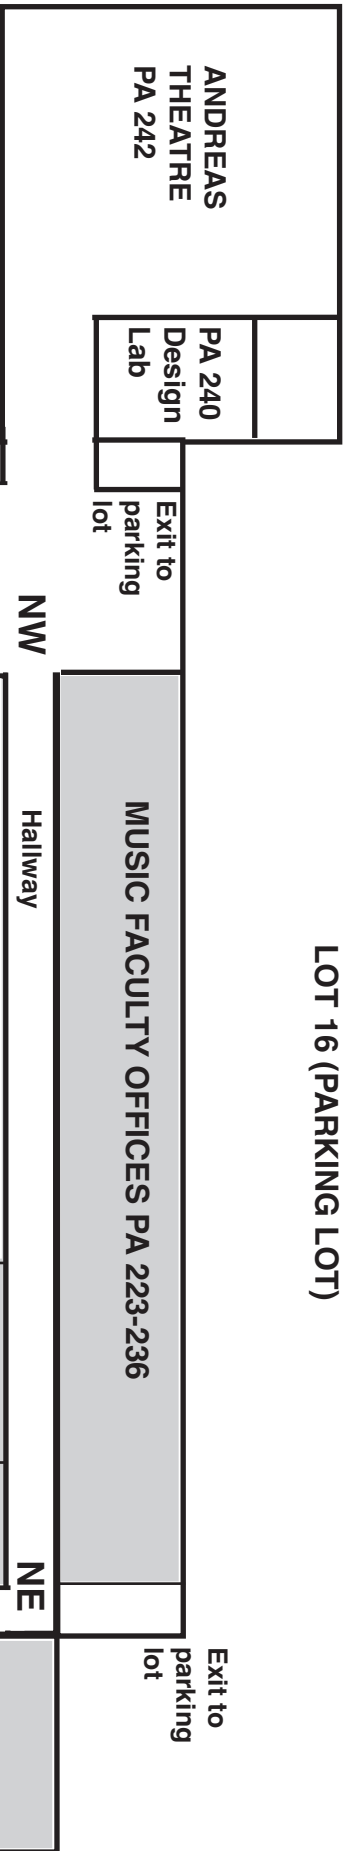 ANDREAS
THEATRE
PA 242
PA 240
Design
Lab
Exit to
parking
lot
NW
LOT 16 (PARKING LOT)
MUSIC FACULTY OFFICES PA 223-236
Hallway
NE
Exit to
parking
lot